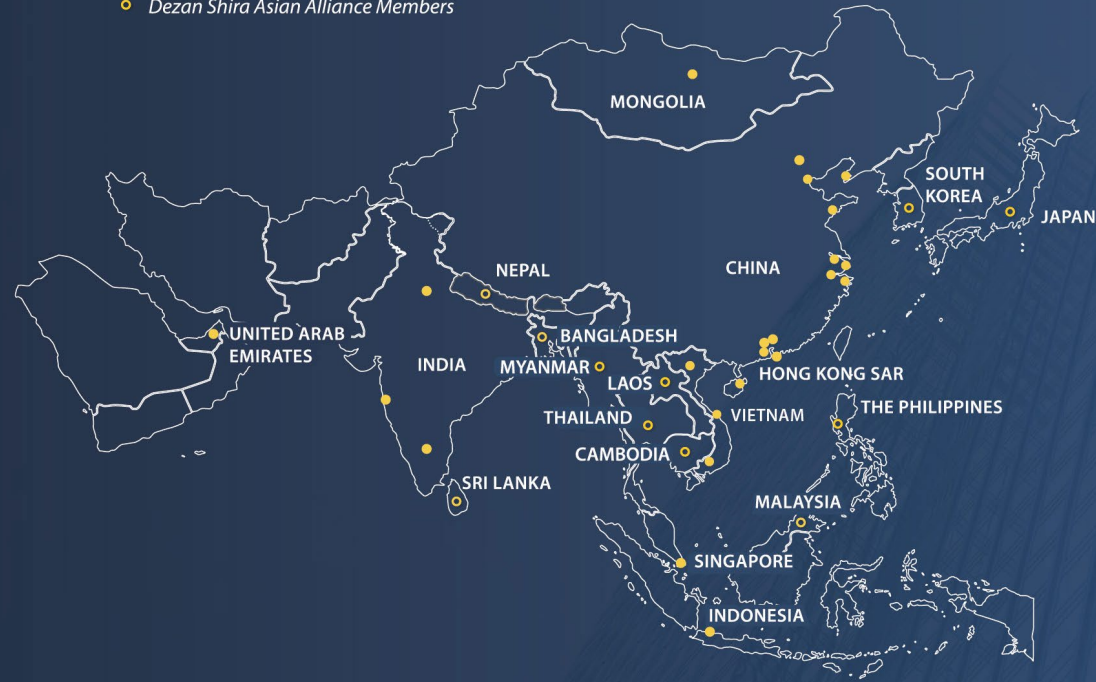 Dezan Shira Asian Alliance Members
MONGOLIA
SOUTH
KOREA
JAPAN
CHINA
NEPAL
UNITED ARAB
EMIRATES
BANGLADESH
INDIA
MYANMAR
LAOS
HONG KONG SAR
THAILAND
VIETNAM
THE PHILIPPINES
CAMBODIA
SRI LANKA
MALAYSIA
SINGAPORE
INDONESIA